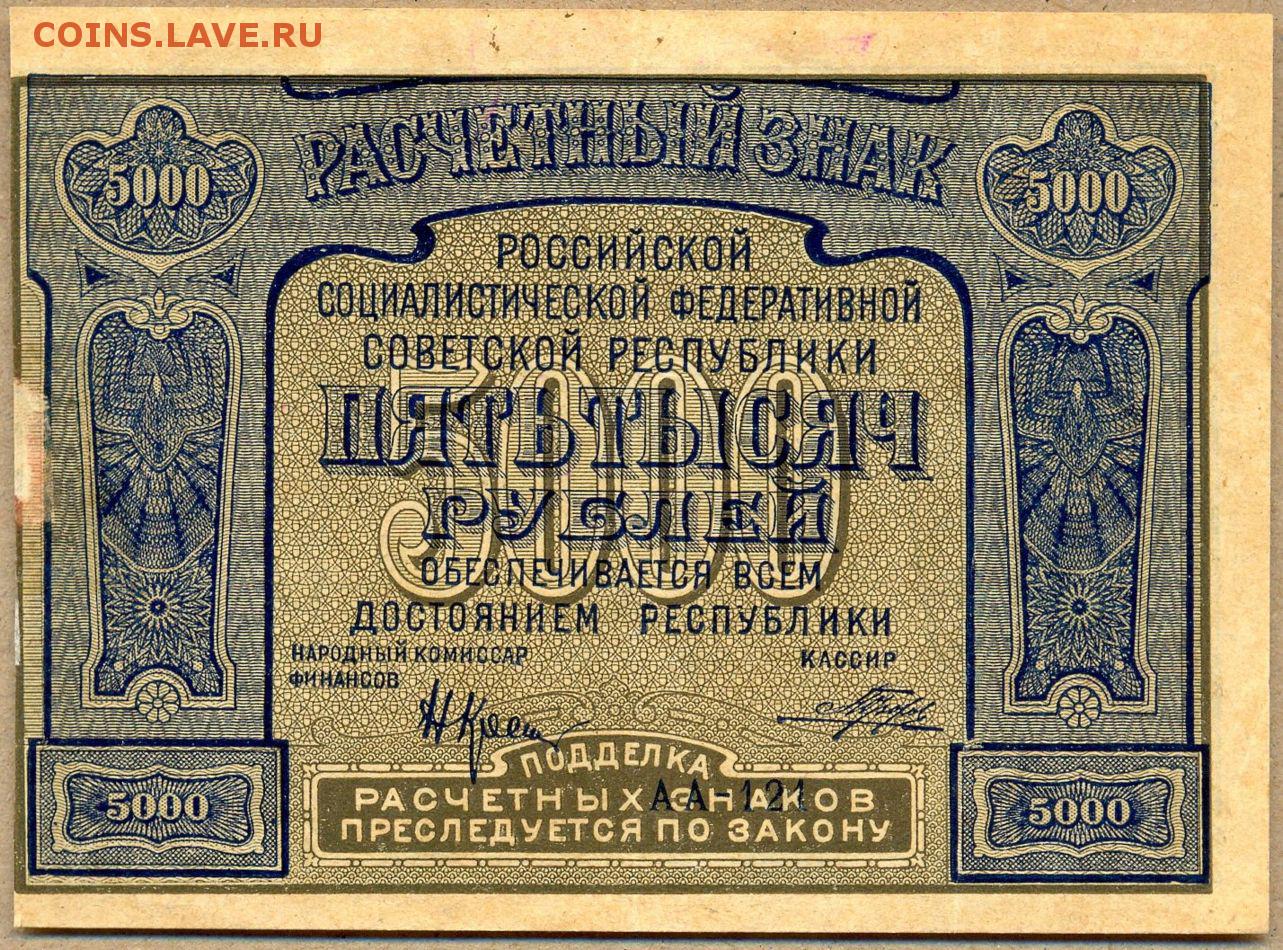 COINS.LAVE.RU
РАСЧЕТНЫЙ ЗНАК
5000
5000
РОССИЙСКОЙ
СОЦИАЛИСТИЧЕСКОЙ ФЕДЕРАТИВНОЙ
СОВЕТСКОЙ РЕСПУБЛИКИ
5000
ПЯТЬ ТЫСЯЧ
РУБЛЕЙ
ОБЕСПЕЧИВАЕТСЯ ВСЕМ
ДОСТОЯНИЕМ РЕСПУБЛИКИ
НАРОДНЫЙ КОМИССАР
ФИНАНСОВ
КАССИР
5000
ПОДДЕЛКА
АА-121
РАСЧЕТНЫХ ЗНАКОВ
ПРЕСЛЕДУЕТСЯ ПО ЗАКОНУ
5000